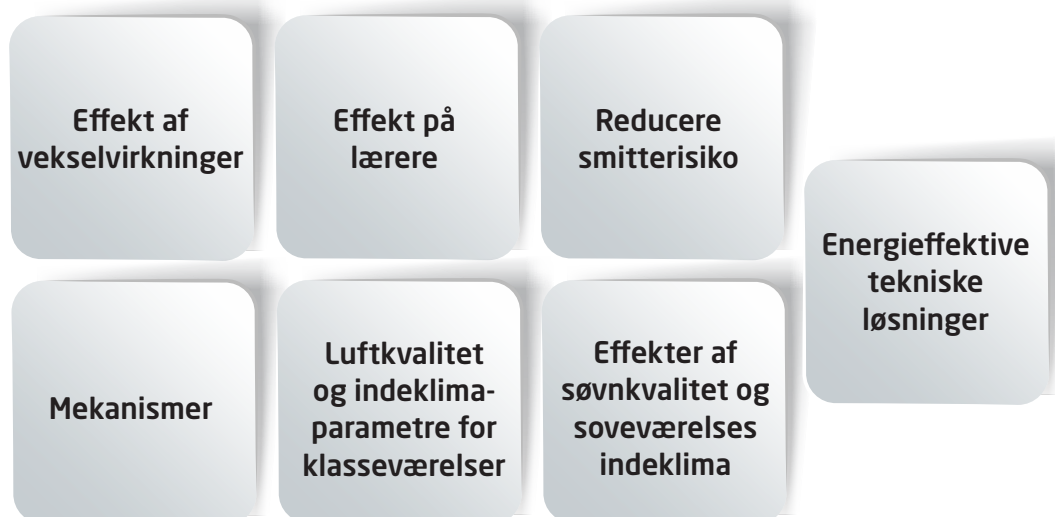 Effekt af
vekselvirkninger
Effekt på
lærere
Reducere
smitterisiko
Energieffektive
tekniske
løsninger
Mekanismer
Luftkvalitet
og indeklima-
parametre for
klasseværelser
Effekter af
søvnkvalitet og
soveværelses
indeklima